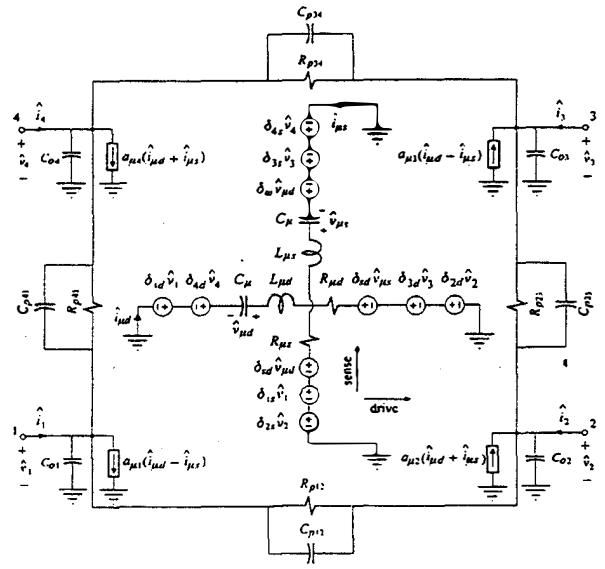 C_p34
R_p34
4
î_4
+
v̂_4
−
C_o4
a_μ4(î_μd + î_μs)
3
î_3
+
v̂_3
−
C_o3
a_μ3(î_μd − î_μs)
î_μs
δ_4s v̂_4
δ_3s v̂_3
v̂_μd
C_μ
−
+
v̂_μs
L_μs
C_p41
R_p41
î_μd
δ_1d v̂_1
δ_4d v̂_4
C_μ
−
+
v̂_μd
L_μd
R_μd
δ_sd v̂_μs
δ_3d v̂_3
δ_2d v̂_2
R_p23
C_p23
R_μs
δ_sd v̂_μd
δ_1s v̂_1
δ_2s v̂_2
sense
drive
1
î_1
+
v̂_1
−
C_o1
a_μ1(î_μd − î_μs)
2
î_2
+
v̂_2
−
C_o2
a_μ2(î_μd + î_μs)
R_p12
C_p12